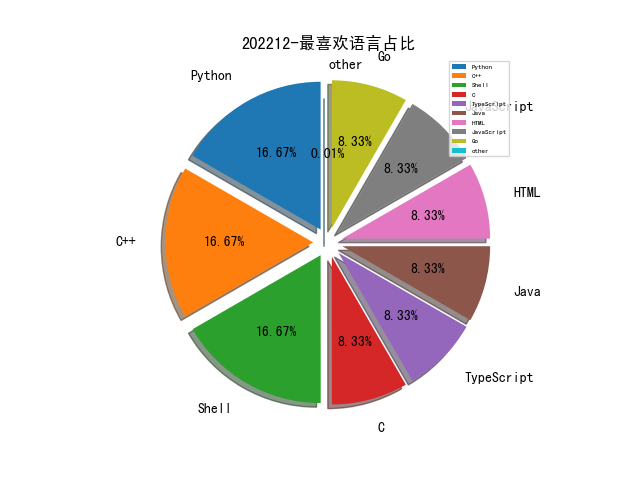 202212-最喜欢语言占比
other
Go
Python
JavaScript
HTML
C++
Java
TypeScript
Shell
C
16.67%
0.01%
8.33%
8.33%
16.67%
8.33%
8.33%
16.67%
8.33%
8.33%
Python
C++
Shell
C
TypeScript
Java
HTML
JavaScript
Go
other